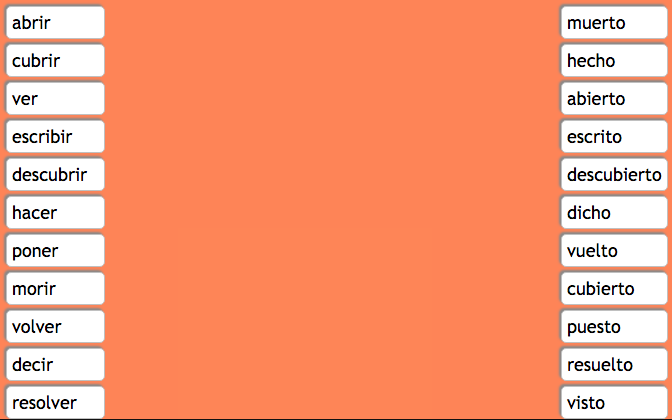 abrir muerto
cubrir hecho
ver abierto
escribir escrito
descubrir descubierto
hacer dicho
poner vuelto
morir cubierto
volver puesto
decir resuelto
resolver visto